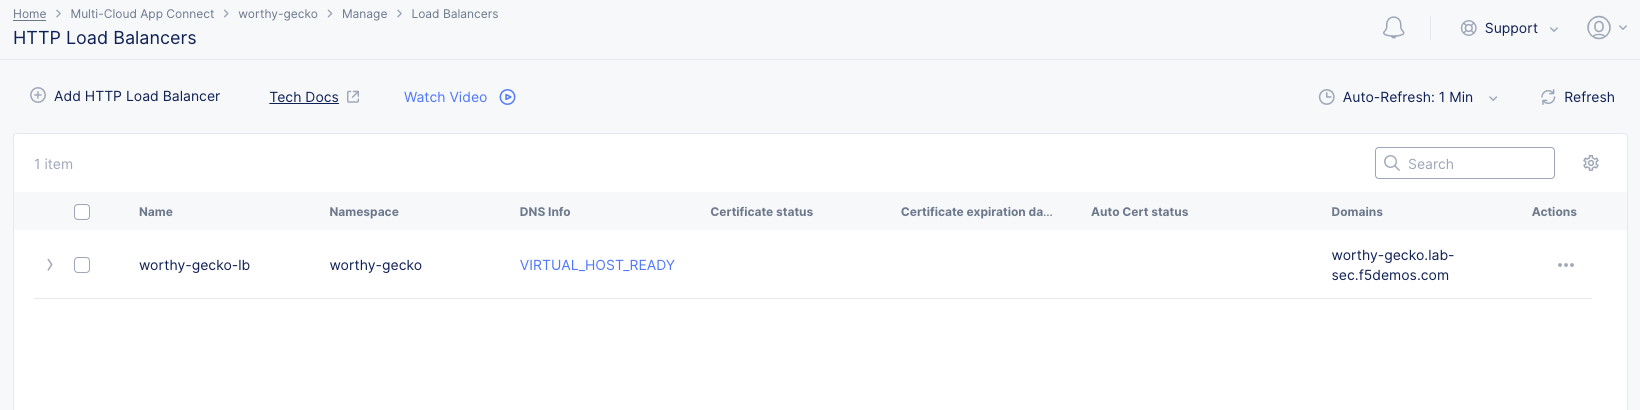 Home > Multi-Cloud App Connect > worthy-gecko > Manage > Load Balancers
HTTP Load Balancers
Support
Add HTTP Load Balancer
Tech Docs
Watch Video
Auto-Refresh: 1 Min
Refresh
1 item
Search
Name Namespace DNS Info Certificate status Certificate expiration da... Auto Cert status Domains Actions
worthy-gecko-lb worthy-gecko VIRTUAL_HOST_READY worthy-gecko.lab-
sec.f5demos.com